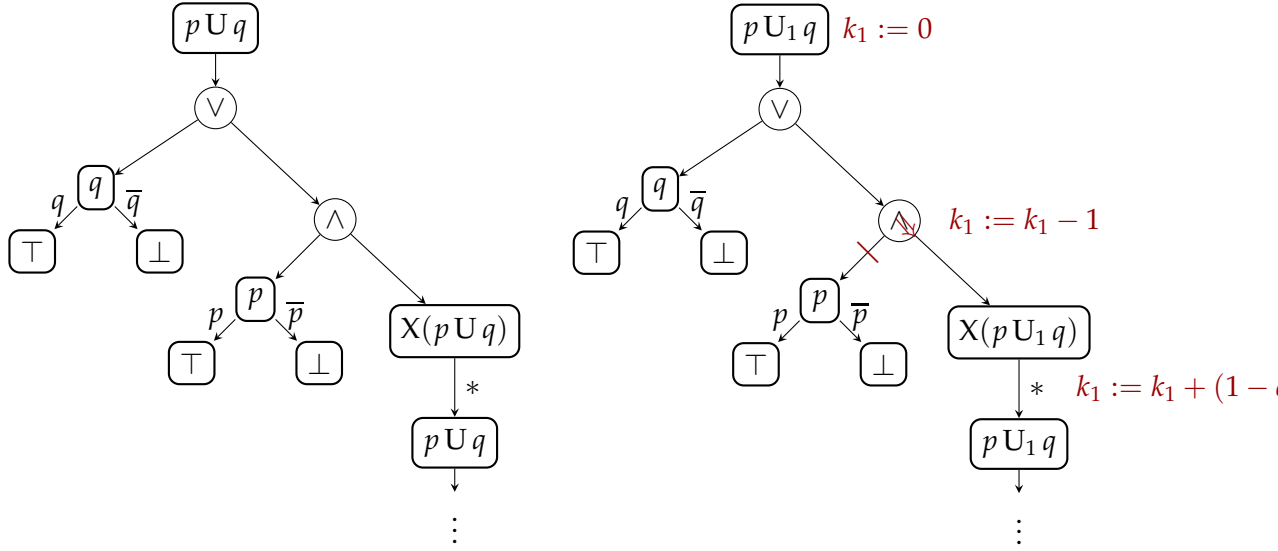 p U q
p U₁ q k₁ := 0
∨
∨
q
q
q q̅
q q̅
⊤ ⊥
⊤ ⊥
∧
∧ k₁ := k₁ − 1
p
p
p p̅
p p̅
⊤ ⊥
⊤ ⊥
X(p U q)
X(p U₁ q)
*
* k₁ := k₁ + (1 −
p U q
p U₁ q
⋮
⋮